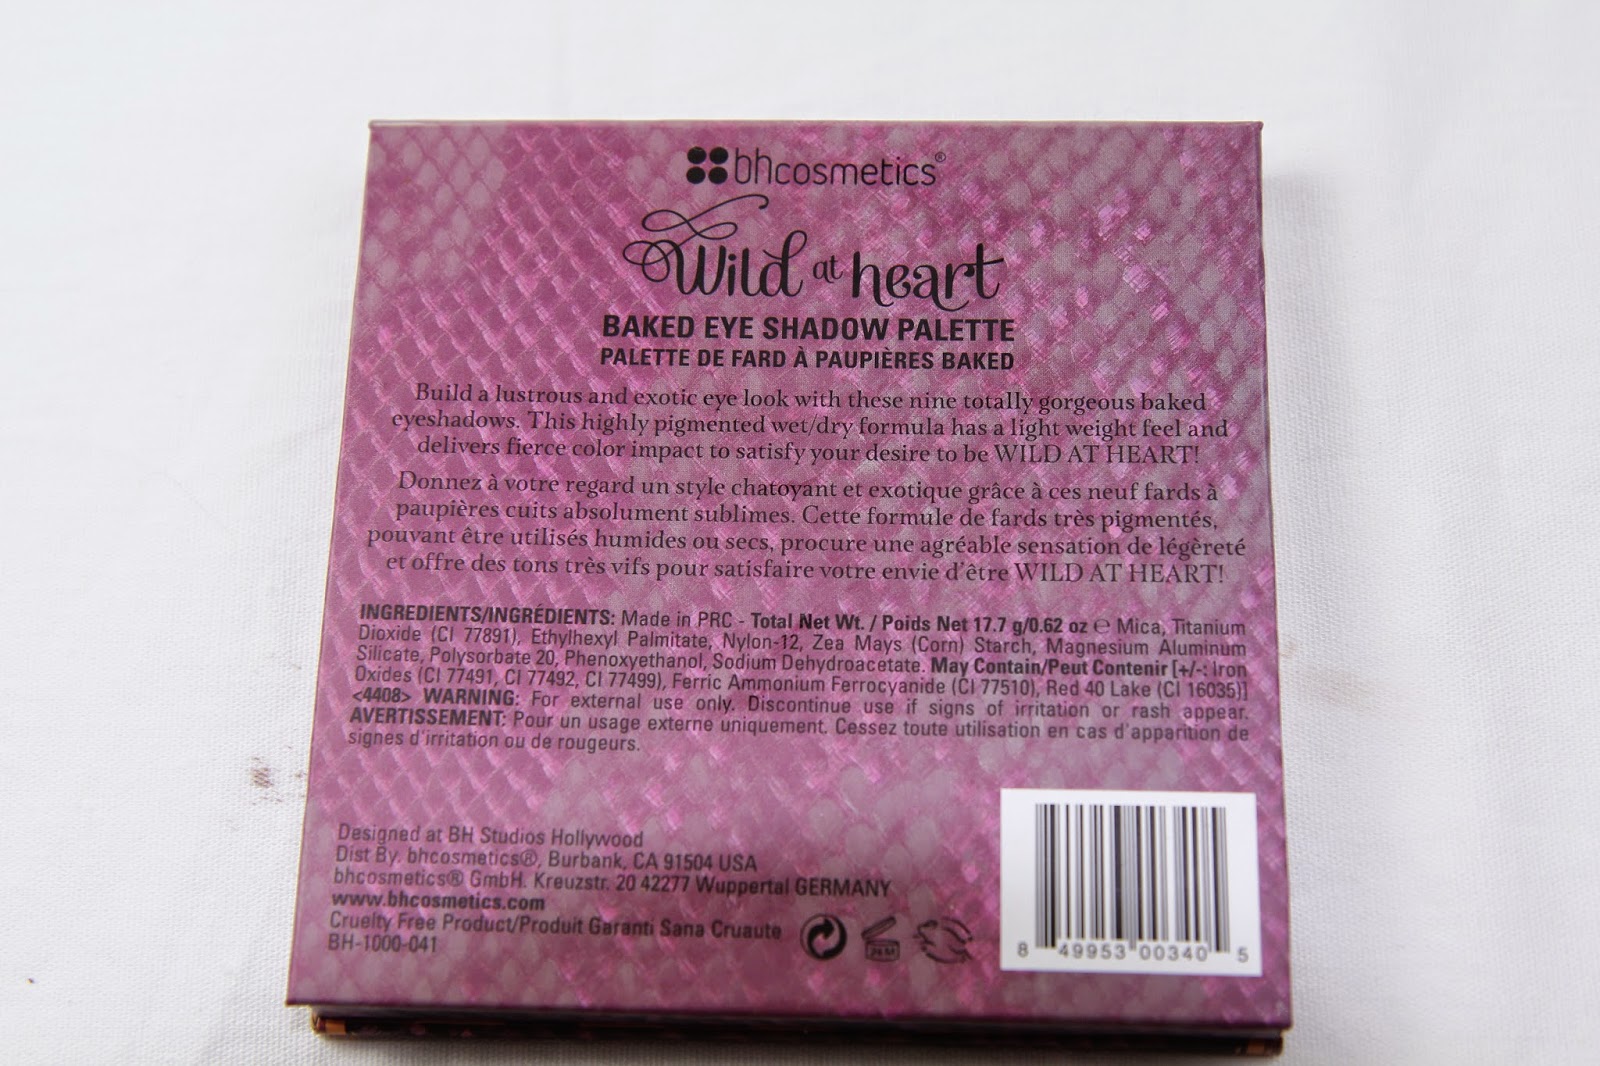 bhcosmetics®
Wild at heart
BAKED EYE SHADOW PALETTE
PALETTE DE FARD À PAUPIÈRES BAKED
Build a lustrous and exotic eye look with these nine totally gorgeous baked
eyeshadows. This highly pigmented wet/dry formula has a light weight feel and
delivers fierce color impact to satisfy your desire to be WILD AT HEART!
Donnez à votre regard un style chatoyant et exotique grâce à ces neuf fards à
paupières cuits absolument sublimes. Cette formule de fards très pigmentés,
pouvant être utilisés humides ou secs, procure une agréable sensation de légèreté
et offre des tons très vifs pour satisfaire votre envie d'être WILD AT HEART!
INGREDIENTS/INGRÉDIENTS: Made in PRC - Total Net Wt. / Poids Net 17.7 g/0.62 oz ℮ Mica, Titanium
Dioxide (CI 77891), Ethylhexyl Palmitate, Nylon-12, Zea Mays (Corn) Starch, Magnesium Aluminum
Silicate, Polysorbate 20, Phenoxyethanol, Sodium Dehydroacetate. May Contain/Peut Contenir [+/-: Iron
Oxides (CI 77491, CI 77492, CI 77499), Ferric Ammonium Ferrocyanide (CI 77510), Red 40 Lake (CI 16035)]
<4408> WARNING: For external use only. Discontinue use if signs of irritation or rash appear.
AVERTISSEMENT: Pour un usage externe uniquement. Cessez toute utilisation en cas d'apparition de
signes d'irritation ou de rougeurs.
Designed at BH Studios Hollywood
Dist By. bhcosmetics®, Burbank, CA 91504 USA
bhcosmetics® GmbH. Kreuzstr. 20 42277 Wuppertal GERMANY
www.bhcosmetics.com
Cruelty Free Product/Produit Garanti Sana Cruaute
BH-1000-041
24M
8 49953 00340 5